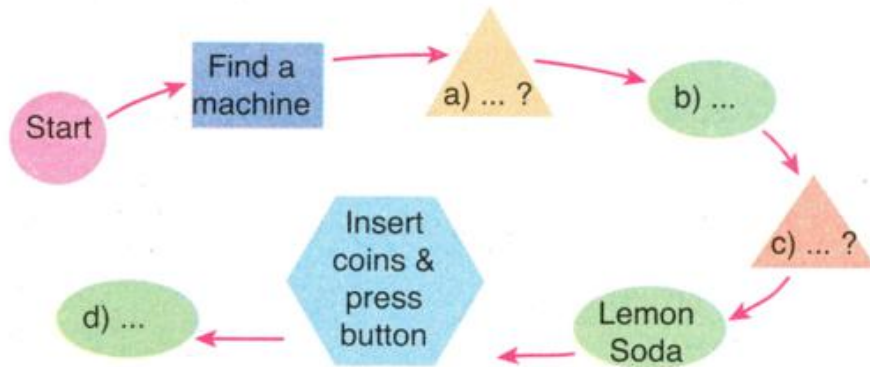 Start
Find a
machine
a) ... ?
b) ...
c) ... ?
Lemon
Soda
Insert
coins &
press
button
d) ...